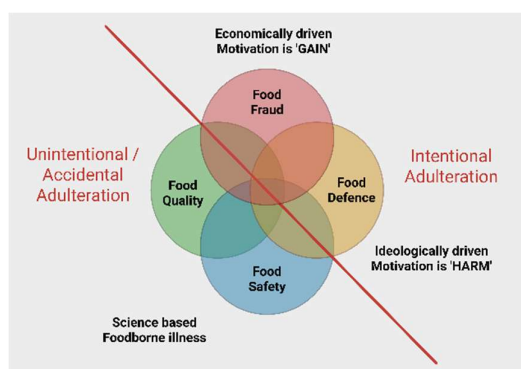 Economically driven
Motivation is 'GAIN'
Food
Fraud
Unintentional /
Accidental
Adulteration
Intentional
Adulteration
Food
Quality
Food
Defence
Ideologically driven
Motivation is 'HARM'
Food
Safety
Science based
Foodborne illness